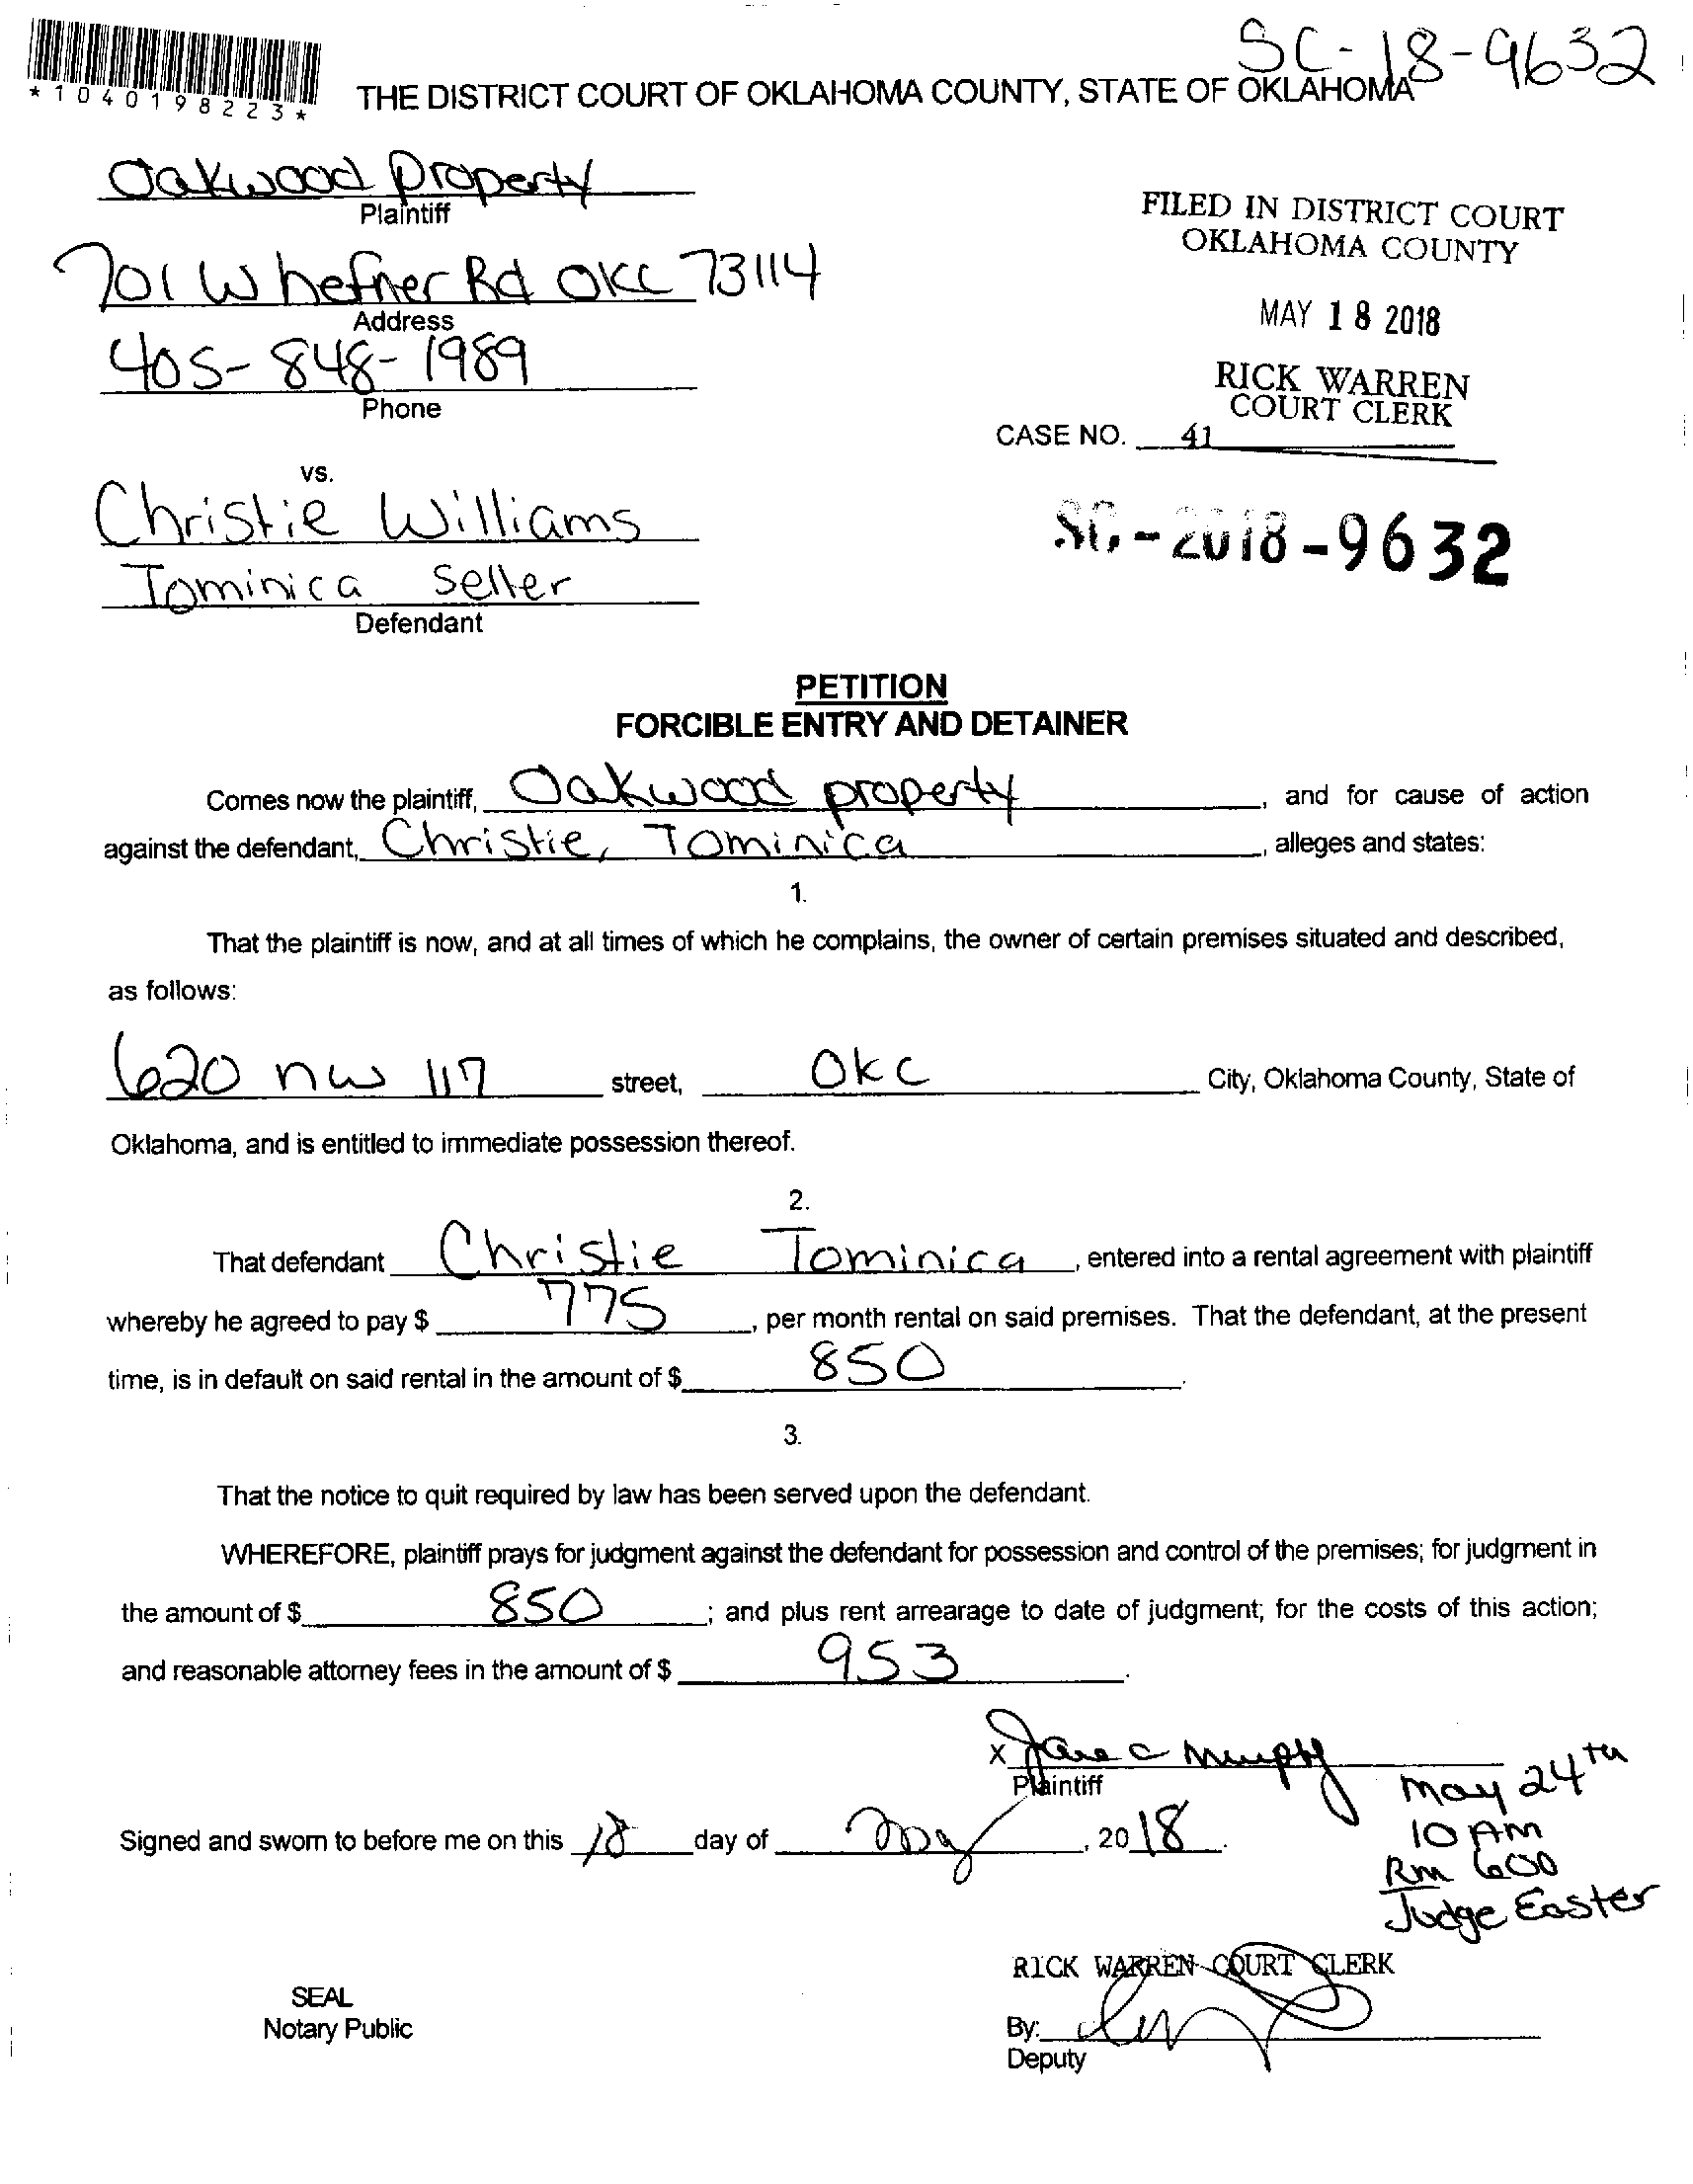 SC-18-9632
*1040198223*
THE DISTRICT COURT OF OKLAHOMA COUNTY, STATE OF OKLAHOMA
Oakwood Property
Plaintiff
701 W hefner Rd OKC 73114
Address
405-848-1989
Phone
FILED IN DISTRICT COURT
OKLAHOMA COUNTY
MAY 18 2018
RICK WARREN
COURT CLERK
CASE NO. 41
vs.
Christie Williams
Tominica Seller
Defendant
SC-2018-9632
PETITION
FORCIBLE ENTRY AND DETAINER
Comes now the plaintiff, Oakwood property, and for cause of action
against the defendant, Christie, Tominica, alleges and states:
1.
That the plaintiff is now, and at all times of which he complains, the owner of certain premises situated and described,
as follows:
620 nw 117 street, OKC City, Oklahoma County, State of
Oklahoma, and is entitled to immediate possession thereof.
2.
That defendant Christie Tominica, entered into a rental agreement with plaintiff
whereby he agreed to pay $ 775, per month rental on said premises. That the defendant, at the present
time, is in default on said rental in the amount of $ 850.
3.
That the notice to quit required by law has been served upon the defendant.
WHEREFORE, plaintiff prays for judgment against the defendant for possession and control of the premises; for judgment in
the amount of $ 850; and plus rent arrearage to date of judgment; for the costs of this action;
and reasonable attorney fees in the amount of $ 953.
x Jane C Murphy
Plaintiff
Signed and sworn to before me on this 18 day of May, 2018.
May 24th
10 AM
Rm 600
Judge Easter
RICK WARREN COURT CLERK
SEAL
Notary Public
By:
Deputy